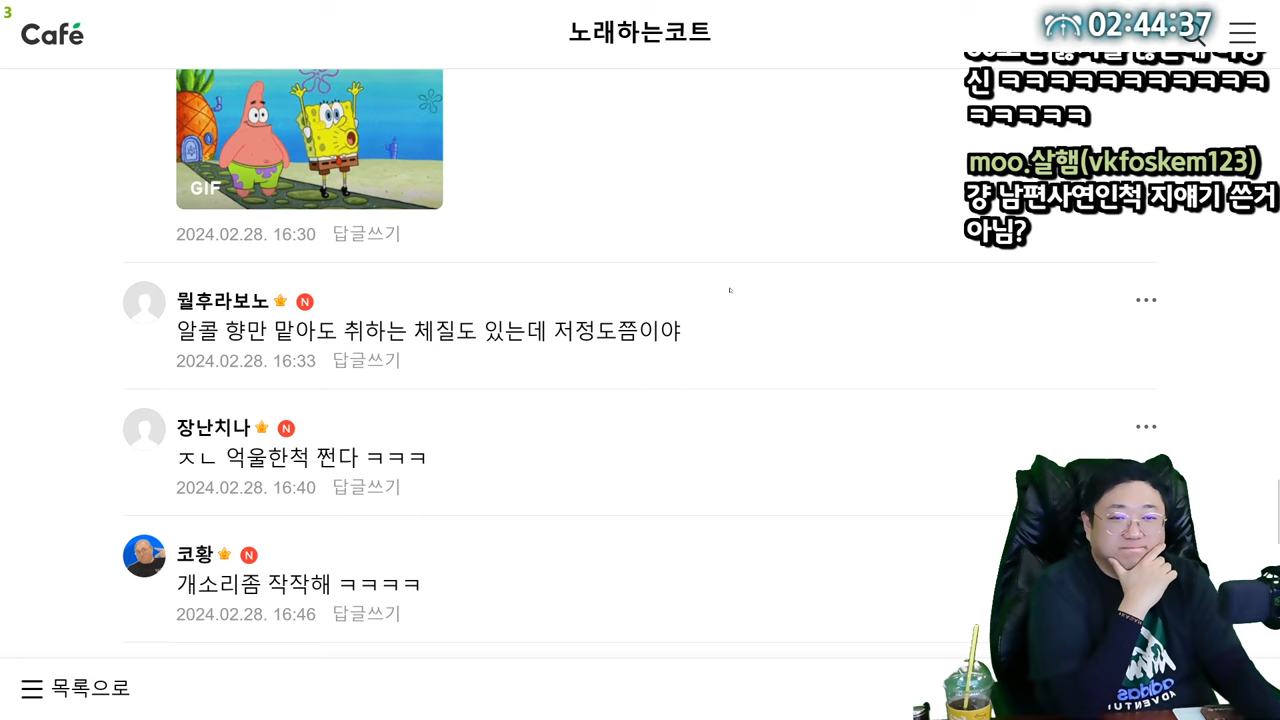 3
Café
노래하는코트
02:44:37
신 ㅋㅋㅋㅋㅋㅋㅋㅋㅋㅋㅋ
ㅋㅋㅋㅋㅋ
moo.살햄(vkfoskem123)
걍 남편사연인척 지얘기 쓴거
아님?
GIF
2024.02.28. 16:30 답글쓰기
뭘후라보노 N
알콜 향만 맡아도 취하는 체질도 있는데 저정도쯤이야
2024.02.28. 16:33 답글쓰기
장난치나 N
ㅈㄴ 억울한척 쩐다 ㅋㅋㅋ
2024.02.28. 16:40 답글쓰기
코황 N
개소리좀 작작해 ㅋㅋㅋㅋ
2024.02.28. 16:46 답글쓰기
목록으로
adidas